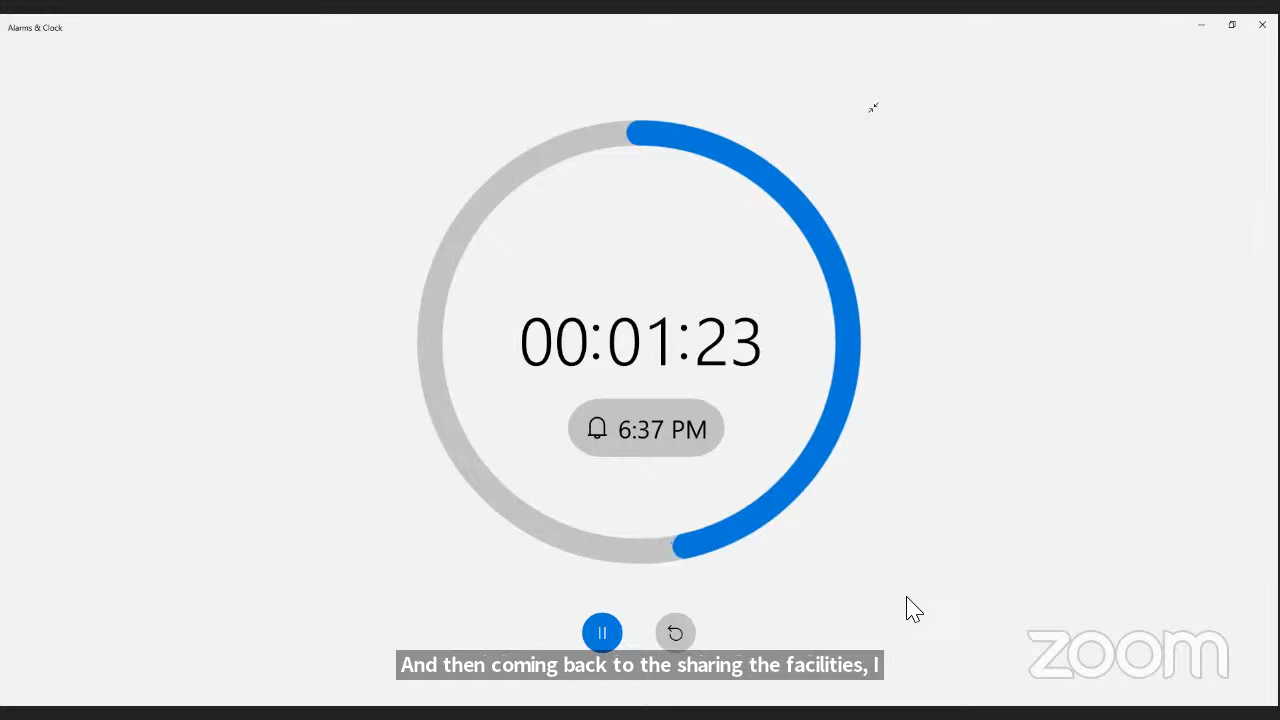 Alarms & Clock
00:01:23
6:37 PM
And then coming back to the sharing the facilities, I
zoom